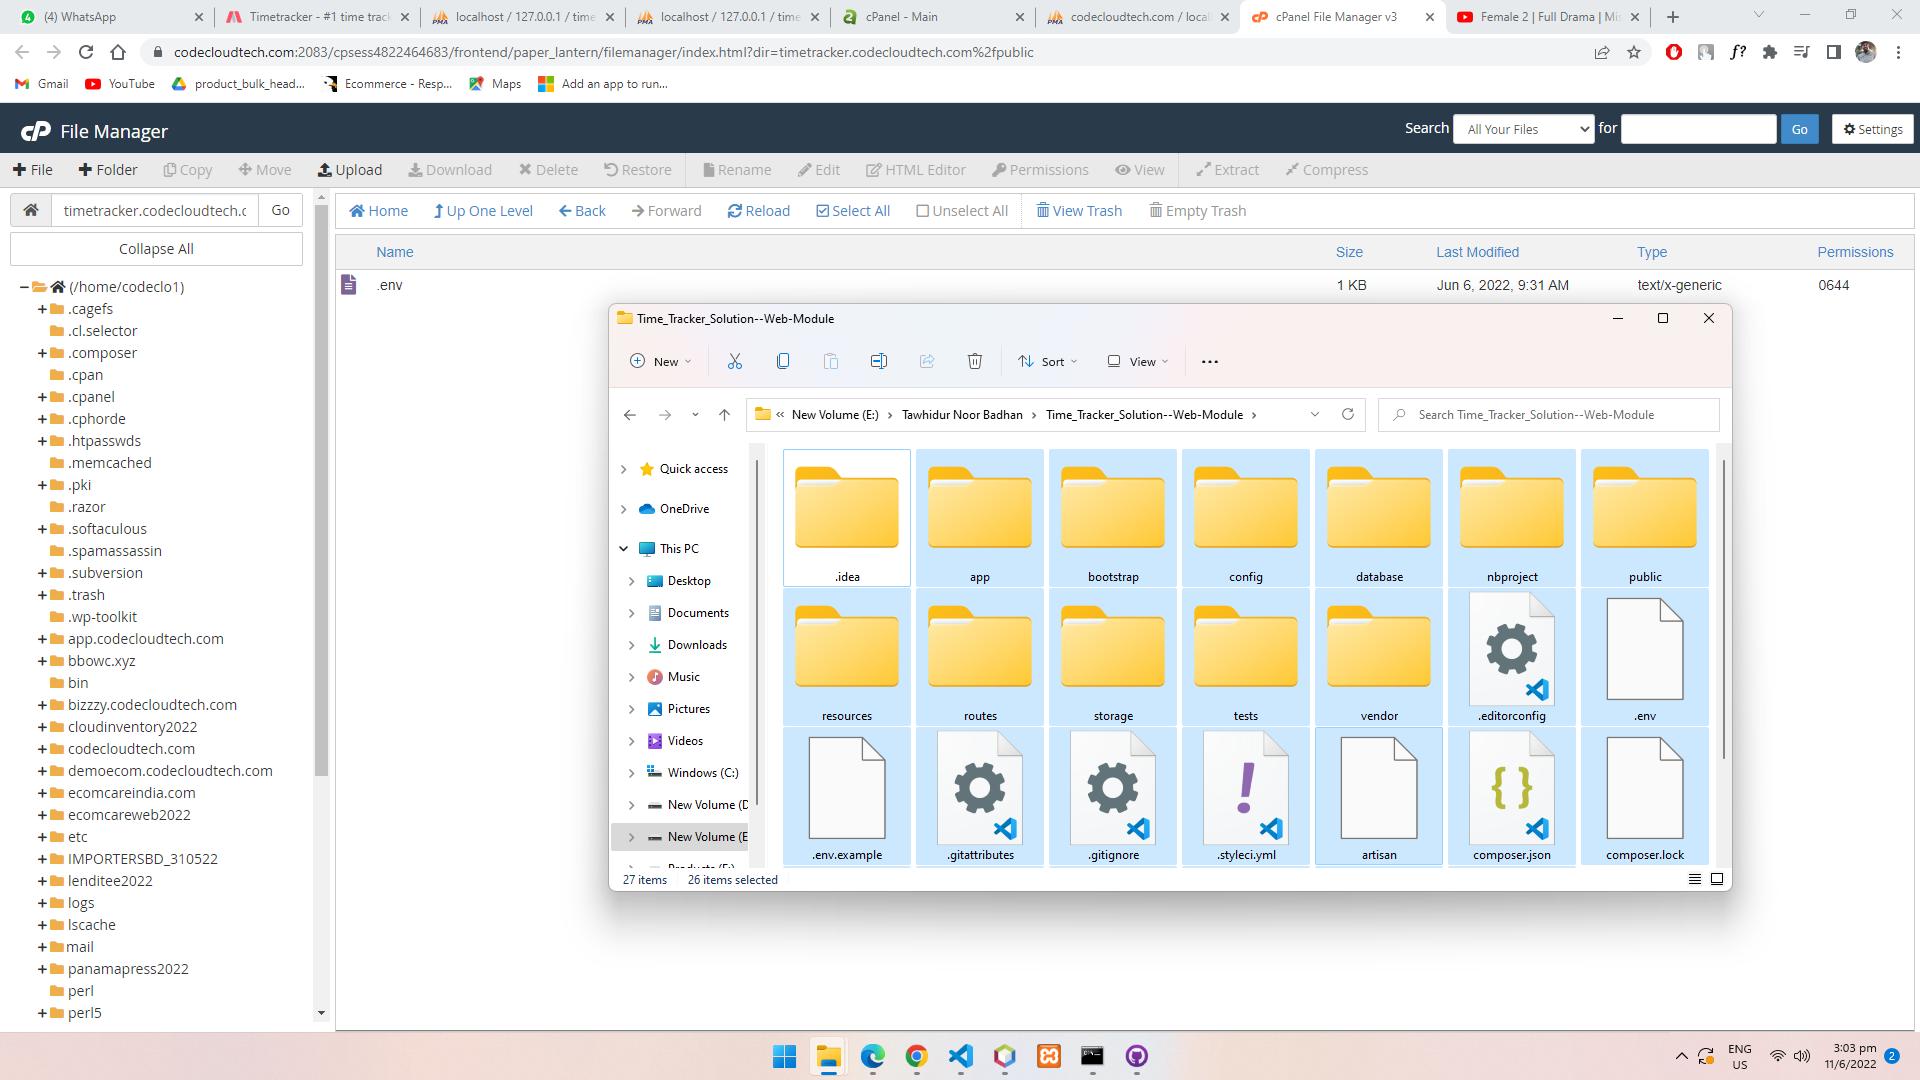 (4) WhatsApp
Timetracker - #1 time track
localhost / 127.0.0.1 / time
localhost / 127.0.0.1 / time
cPanel - Main
codecloudtech.com / local
cPanel File Manager v3
Female 2 | Full Drama | Mis
codecloudtech.com:2083/cpsess4822464683/frontend/paper_lantern/filemanager/index.html?dir=timetracker.codecloudtech.com%2fpublic
f?
Gmail
YouTube
product_bulk_head...
Ecommerce - Resp...
Maps
Add an app to run...
cP File Manager
Search All Your Files for Go Settings
File Folder Copy Move Upload Download Delete Restore Rename Edit HTML Editor Permissions View Extract Compress
timetracker.codecloudtech.c Go
Collapse All
(/home/codeclo1)
.cagefs
.cl.selector
.composer
.cpan
.cpanel
.cphorde
.htpasswds
.memcached
.pki
.razor
.softaculous
.spamassassin
.subversion
.trash
.wp-toolkit
app.codecloudtech.com
bbowc.xyz
bin
bizzzy.codecloudtech.com
cloudinventory2022
codecloudtech.com
demoecom.codecloudtech.com
ecomcareindia.com
ecomcareweb2022
etc
IMPORTERSBD_310522
lenditee2022
logs
lscache
mail
panamapress2022
perl
perl5
Home Up One Level Back Forward Reload Select All Unselect All View Trash Empty Trash
Name Size Last Modified Type Permissions
.env 1 KB Jun 6, 2022, 9:31 AM text/x-generic 0644
Time_Tracker_Solution--Web-Module
New Sort View
« New Volume (E:) › Tawhidur Noor Badhan › Time_Tracker_Solution--Web-Module ›
Search Time_Tracker_Solution--Web-Module
Quick access
OneDrive
This PC
Desktop
Documents
Downloads
Music
Pictures
Videos
Windows (C:)
New Volume (D
New Volume (E
.idea app bootstrap config database nbproject public
resources routes storage tests vendor .editorconfig .env
.env.example .gitattributes .gitignore .styleci.yml artisan composer.json composer.lock
27 items 26 items selected
ENG
US
3:03 pm
11/6/2022
2